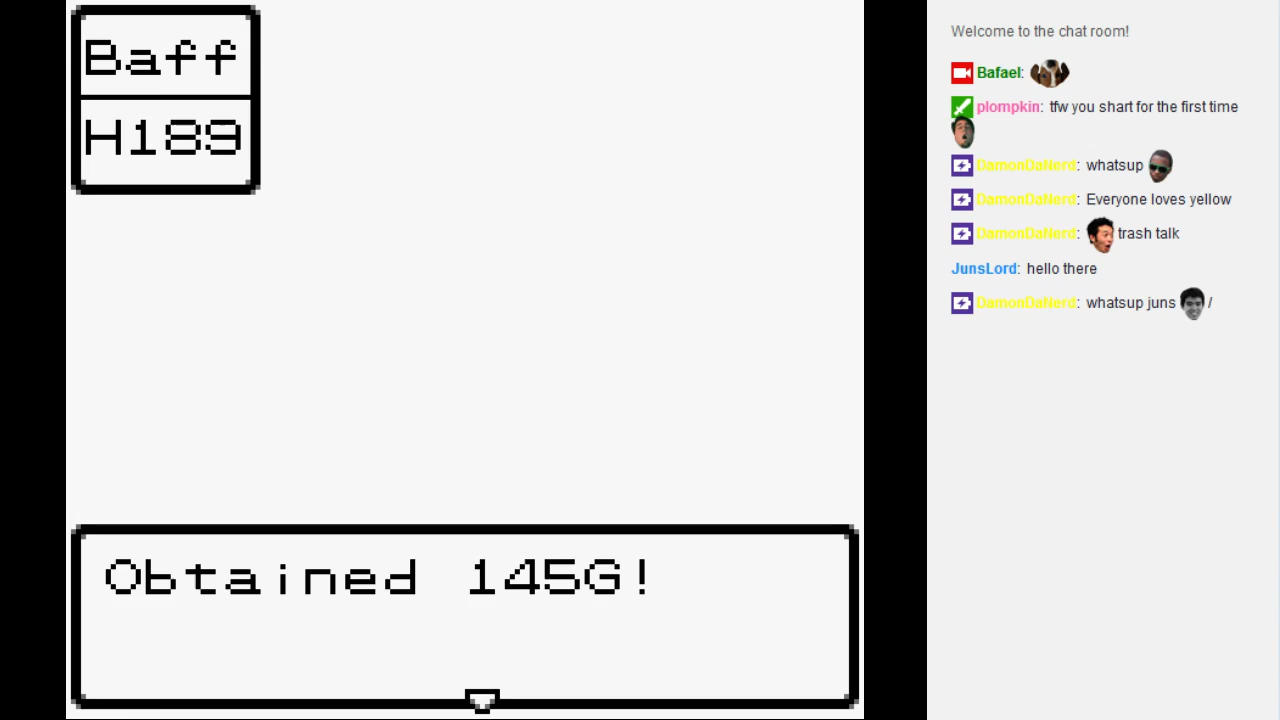 Baff
H189
Obtained 145G!
Welcome to the chat room!
Bafael:
plompkin: tfw you shart for the first time
DamonDaNerd: whatsup
DamonDaNerd: Everyone loves yellow
DamonDaNerd: trash talk
JunsLord: hello there
DamonDaNerd: whatsup juns /